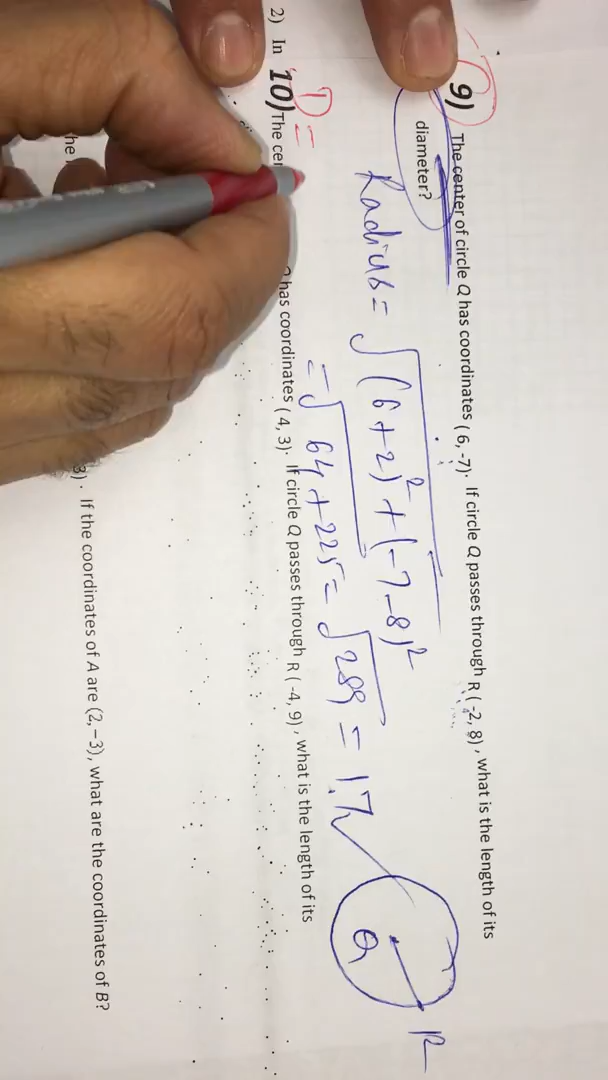 9) The center of circle Q has coordinates (6, -7). If circle Q passes through R (-2, 8), what is the length of its
diameter?
Radius = √(6+2)² + (-7-8)²
= √64+225 = √289 = 17
Q R
D =
2) In
10) The cen has coordinates (4, 3). If circle Q passes through R (-4, 9), what is the length of its
he 3). If the coordinates of A are (2,−3), what are the coordinates of B?